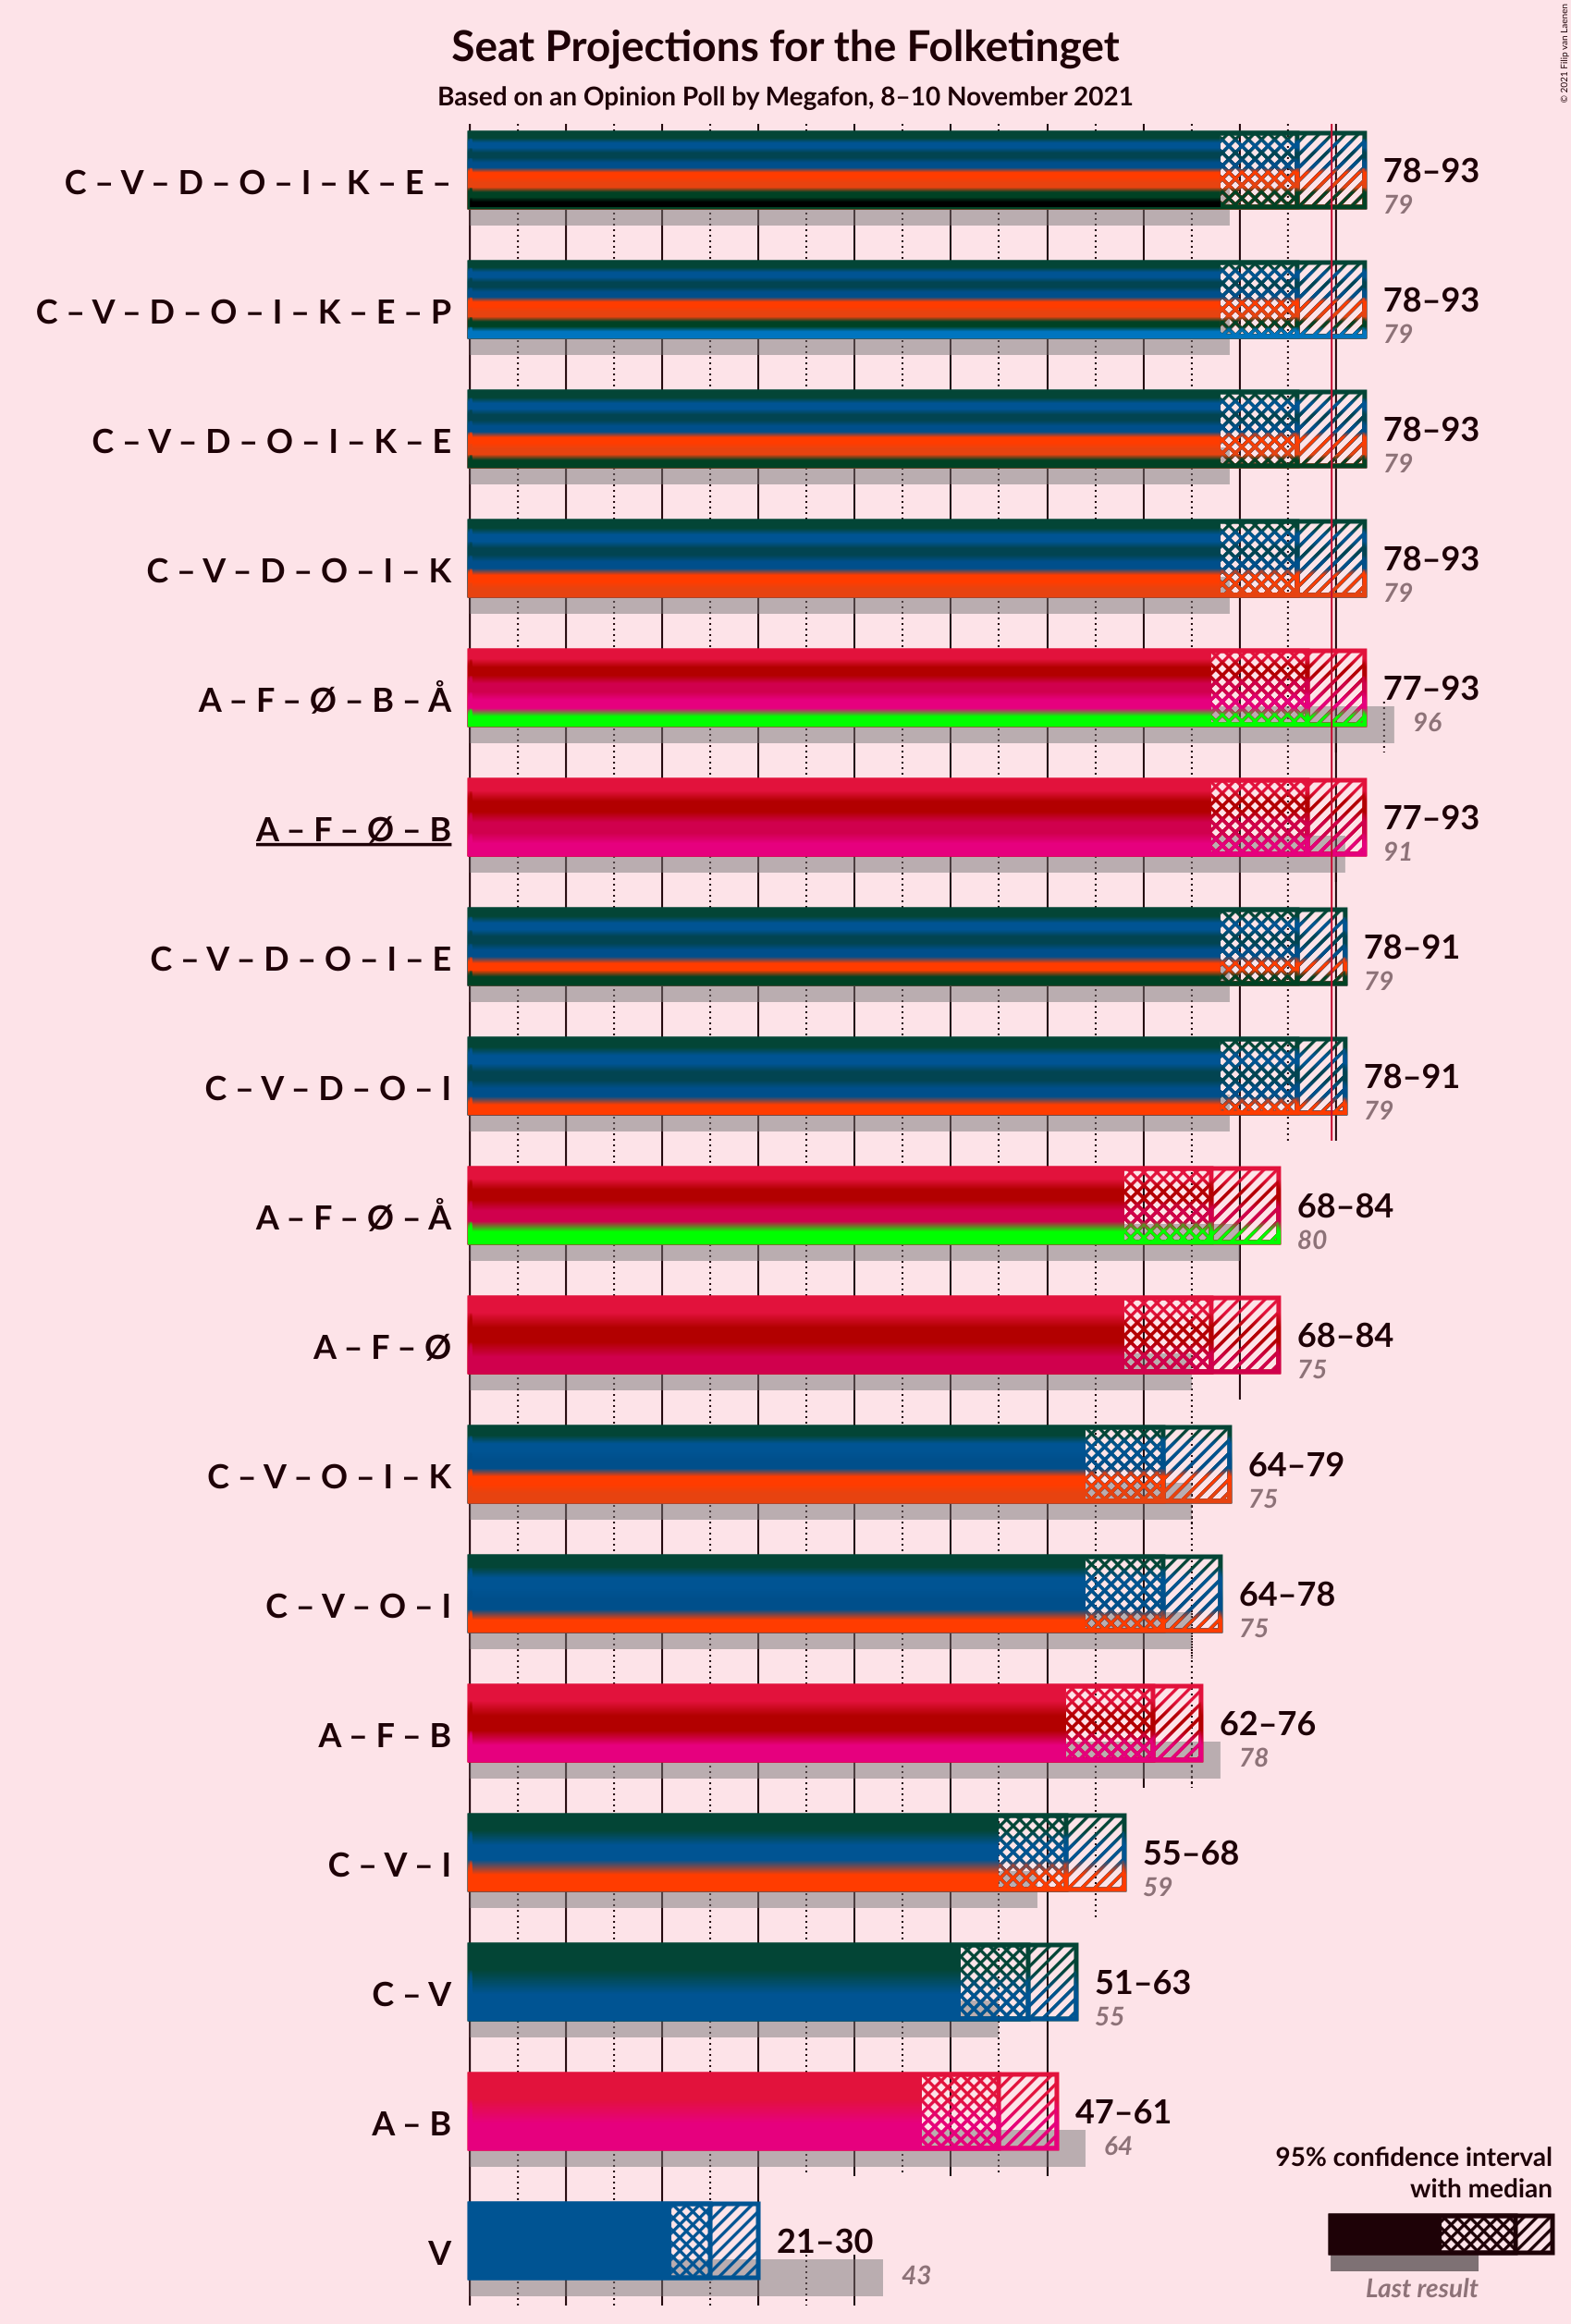 Seat Projections for the Folketinget
Based on an Opinion Poll by Megafon, 8–10 November 2021
© 2021 Filip van Laenen
C – V – D – O – I – K – E –
78–93
79
C – V – D – O – I – K – E – P
78–93
79
C – V – D – O – I – K – E
78–93
79
C – V – D – O – I – K
78–93
79
A – F – Ø – B – Å
77–93
96
A – F – Ø – B
77–93
91
C – V – D – O – I – E
78–91
79
C – V – D – O – I
78–91
79
A – F – Ø – Å
68–84
80
A – F – Ø
68–84
75
C – V – O – I – K
64–79
75
C – V – O – I
64–78
75
A – F – B
62–76
78
C – V – I
55–68
59
C – V
51–63
55
A – B
47–61
64
V
21–30
43
95% confidence interval
with median
Last result